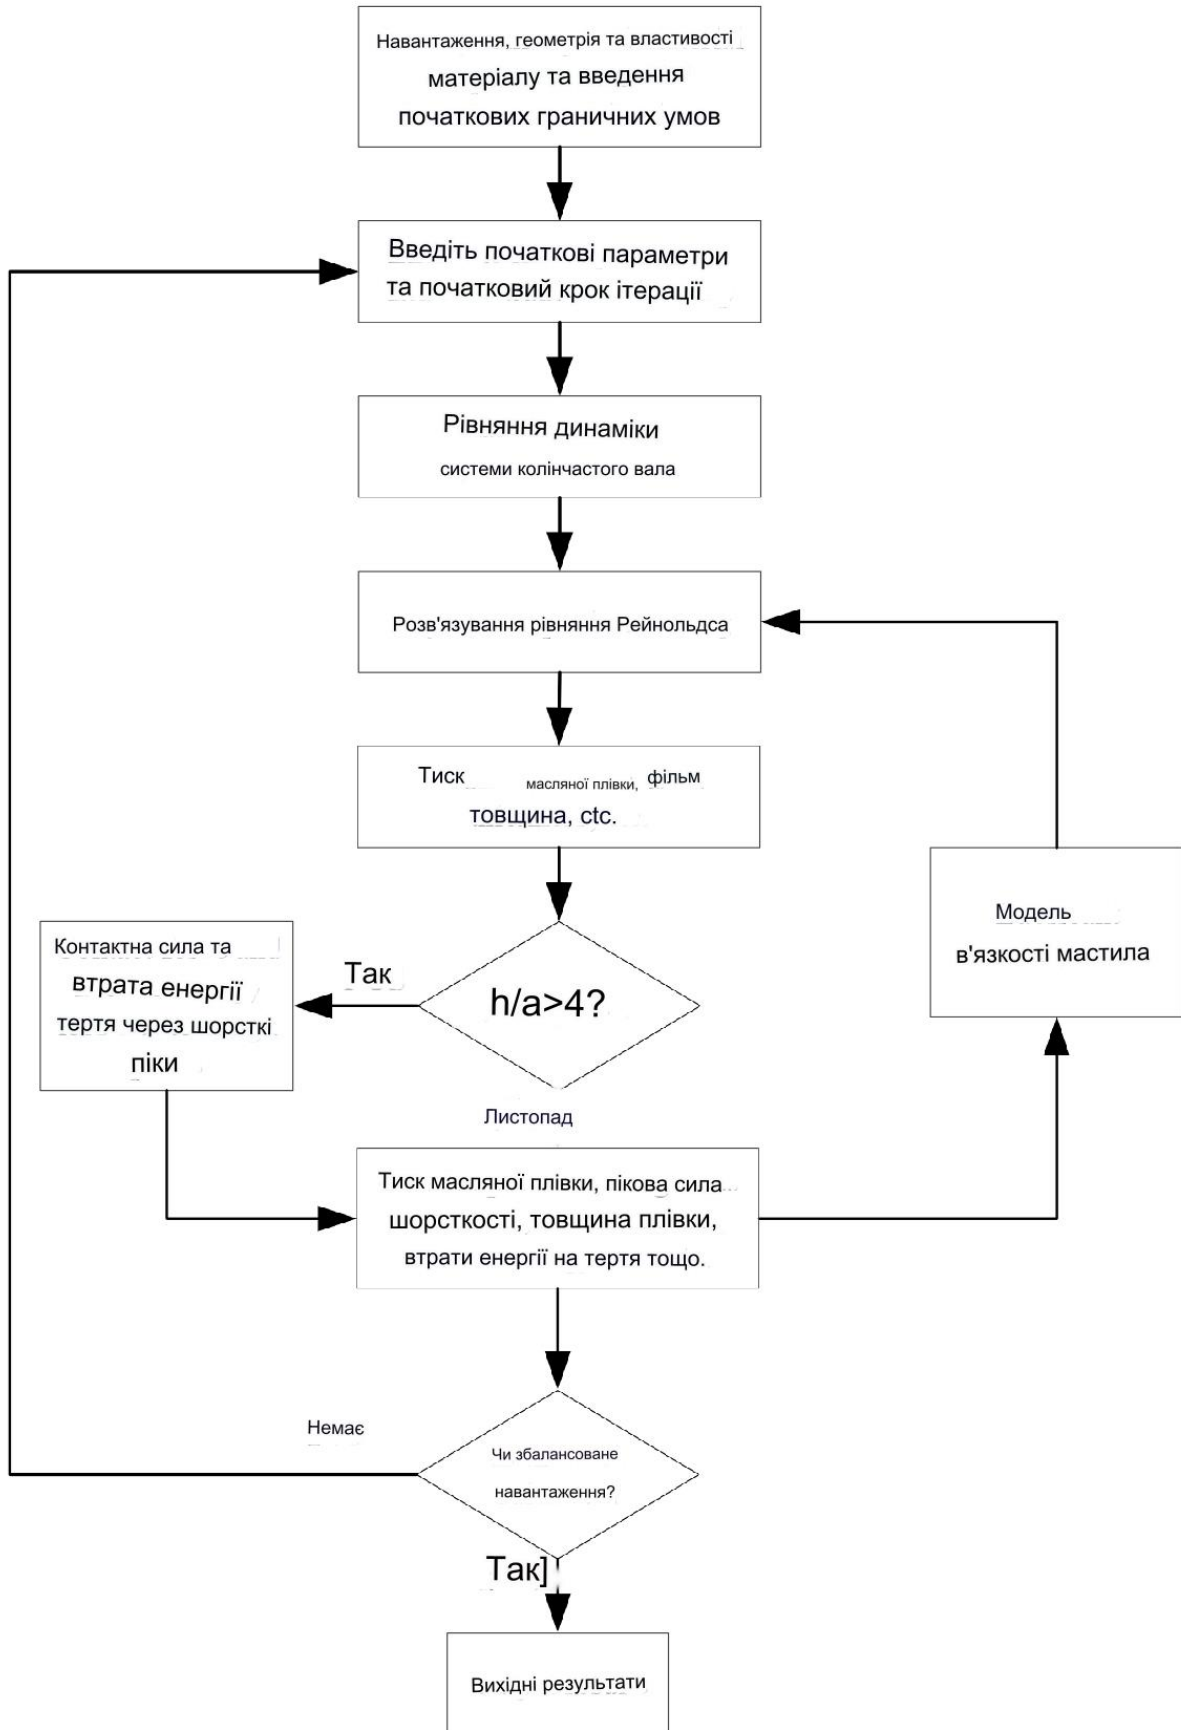 Навантаження, геометрія та властивості
матеріалу та введення
початкових граничних умов
Введіть початкові параметри
та початковий крок ітерації
Рівняння динаміки
системи колінчастого вала
Розв'язування рівняння Рейнольдса
Тиск масляної плівки, фільм
товщина, ctc.
Модель
в'язкості мастила
h/a>4?
Так
Контактна сила та
втрата енергії
тертя через шорсткі
піки
Листопад
Тиск масляної плівки, пікова сила
шорсткості, товщина плівки,
втрати енергії на тертя тощо.
Немає
Чи збалансоване
навантаження?
Так]
Вихідні результати